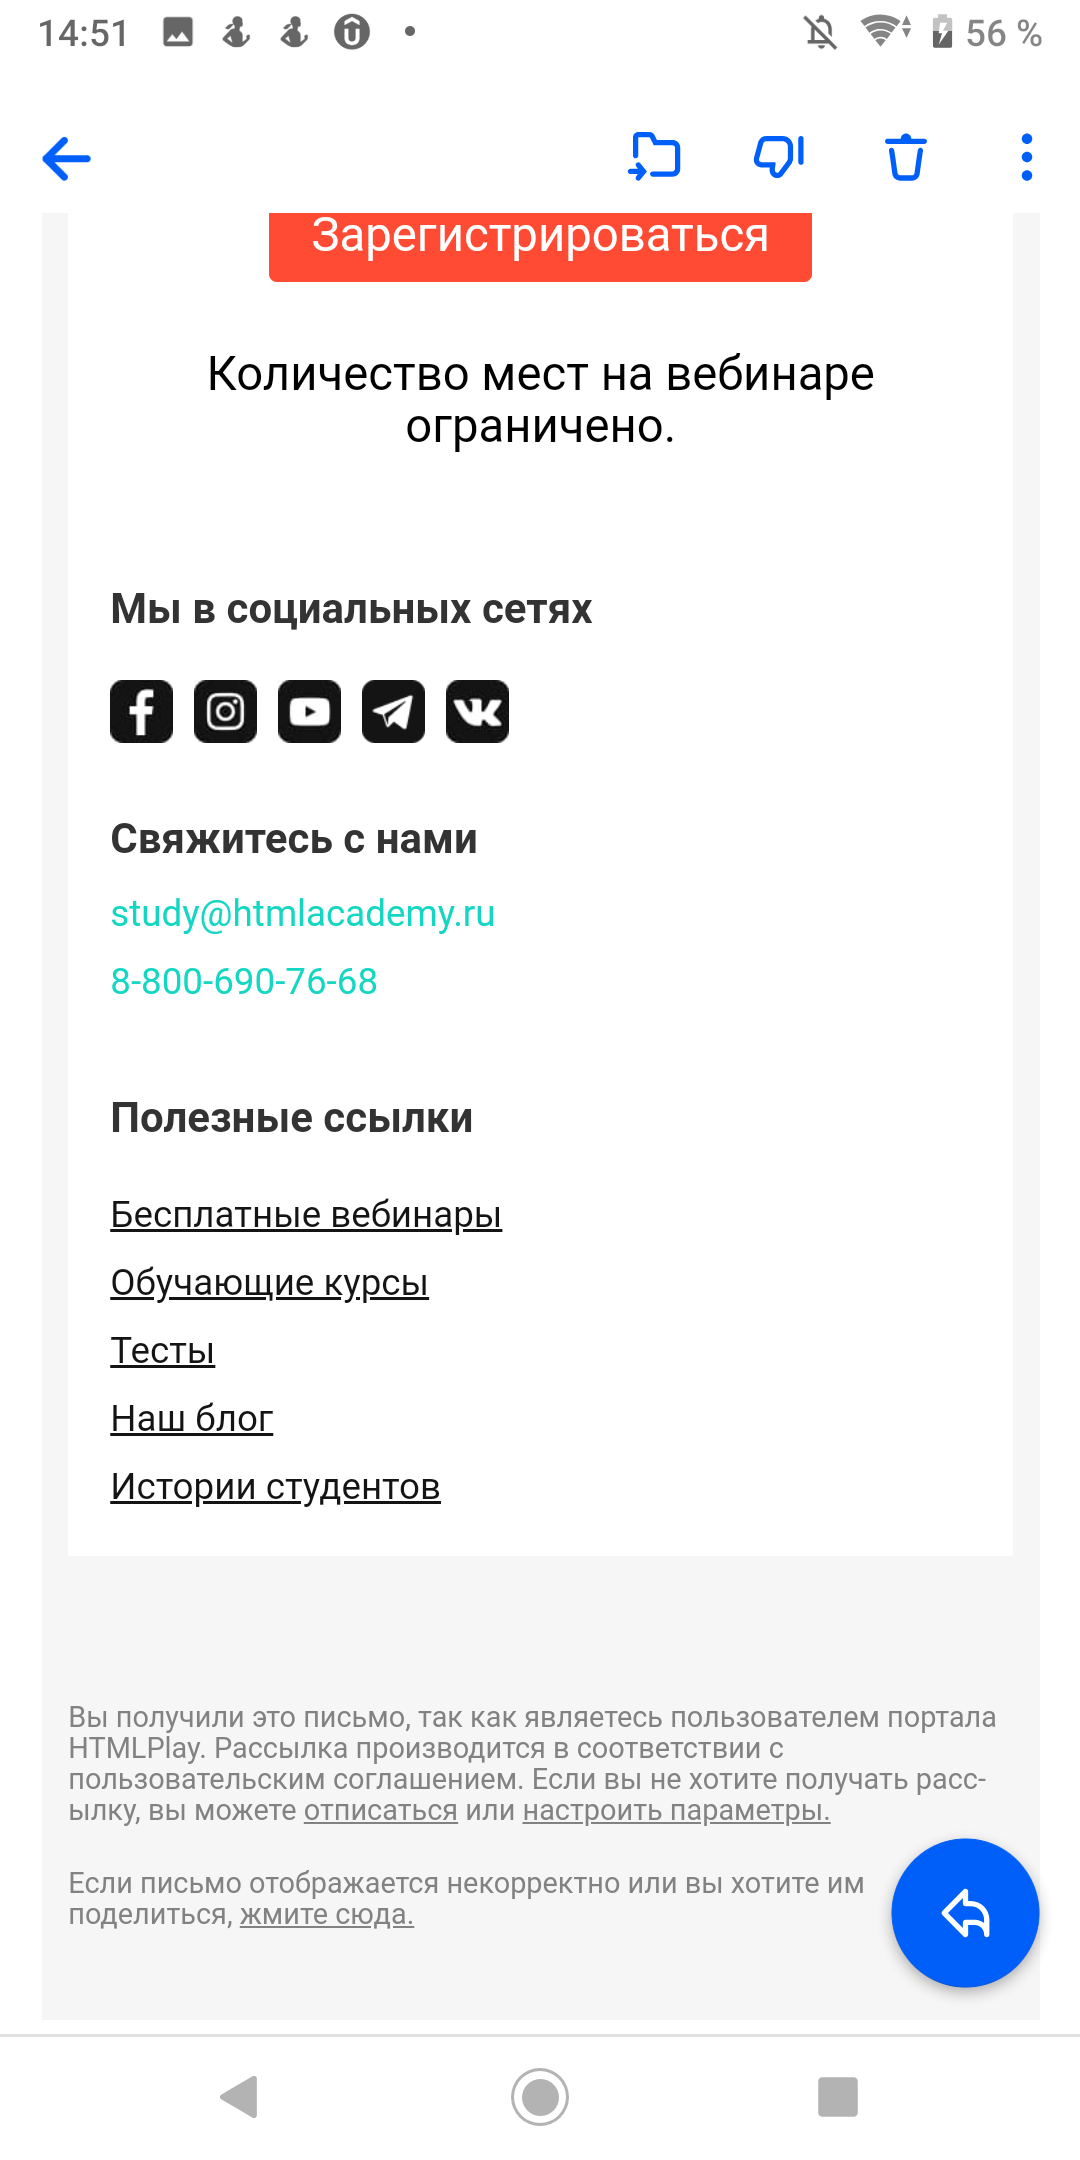 14:51
56 %
Зарегистрироваться
Количество мест на вебинаре
ограничено.
Мы в социальных сетях
Свяжитесь с нами
study@htmlacademy.ru
8-800-690-76-68
Полезные ссылки
Бесплатные вебинары
Обучающие курсы
Тесты
Наш блог
Истории студентов
Вы получили это письмо, так как являетесь пользователем портала
HTMLPlay. Рассылка производится в соответствии с
пользовательским соглашением. Если вы не хотите получать расс-
ылку, вы можете отписаться или настроить параметры.
Если письмо отображается некорректно или вы хотите им
поделиться, жмите сюда.